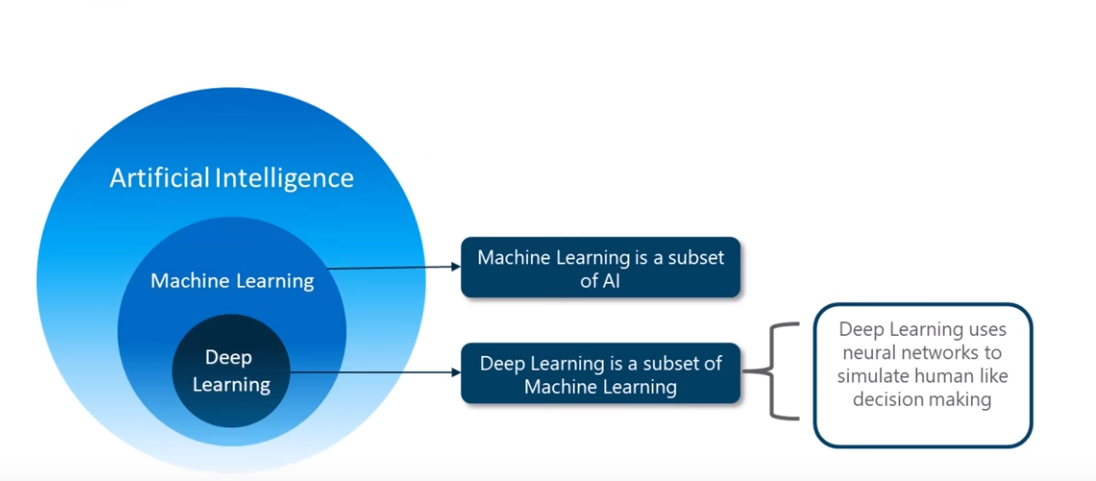 Artificial Intelligence
Machine Learning
Deep
Learning
Machine Learning is a subset
of AI
Deep Learning is a subset of
Machine Learning
Deep Learning uses
neural networks to
simulate human like
decision making